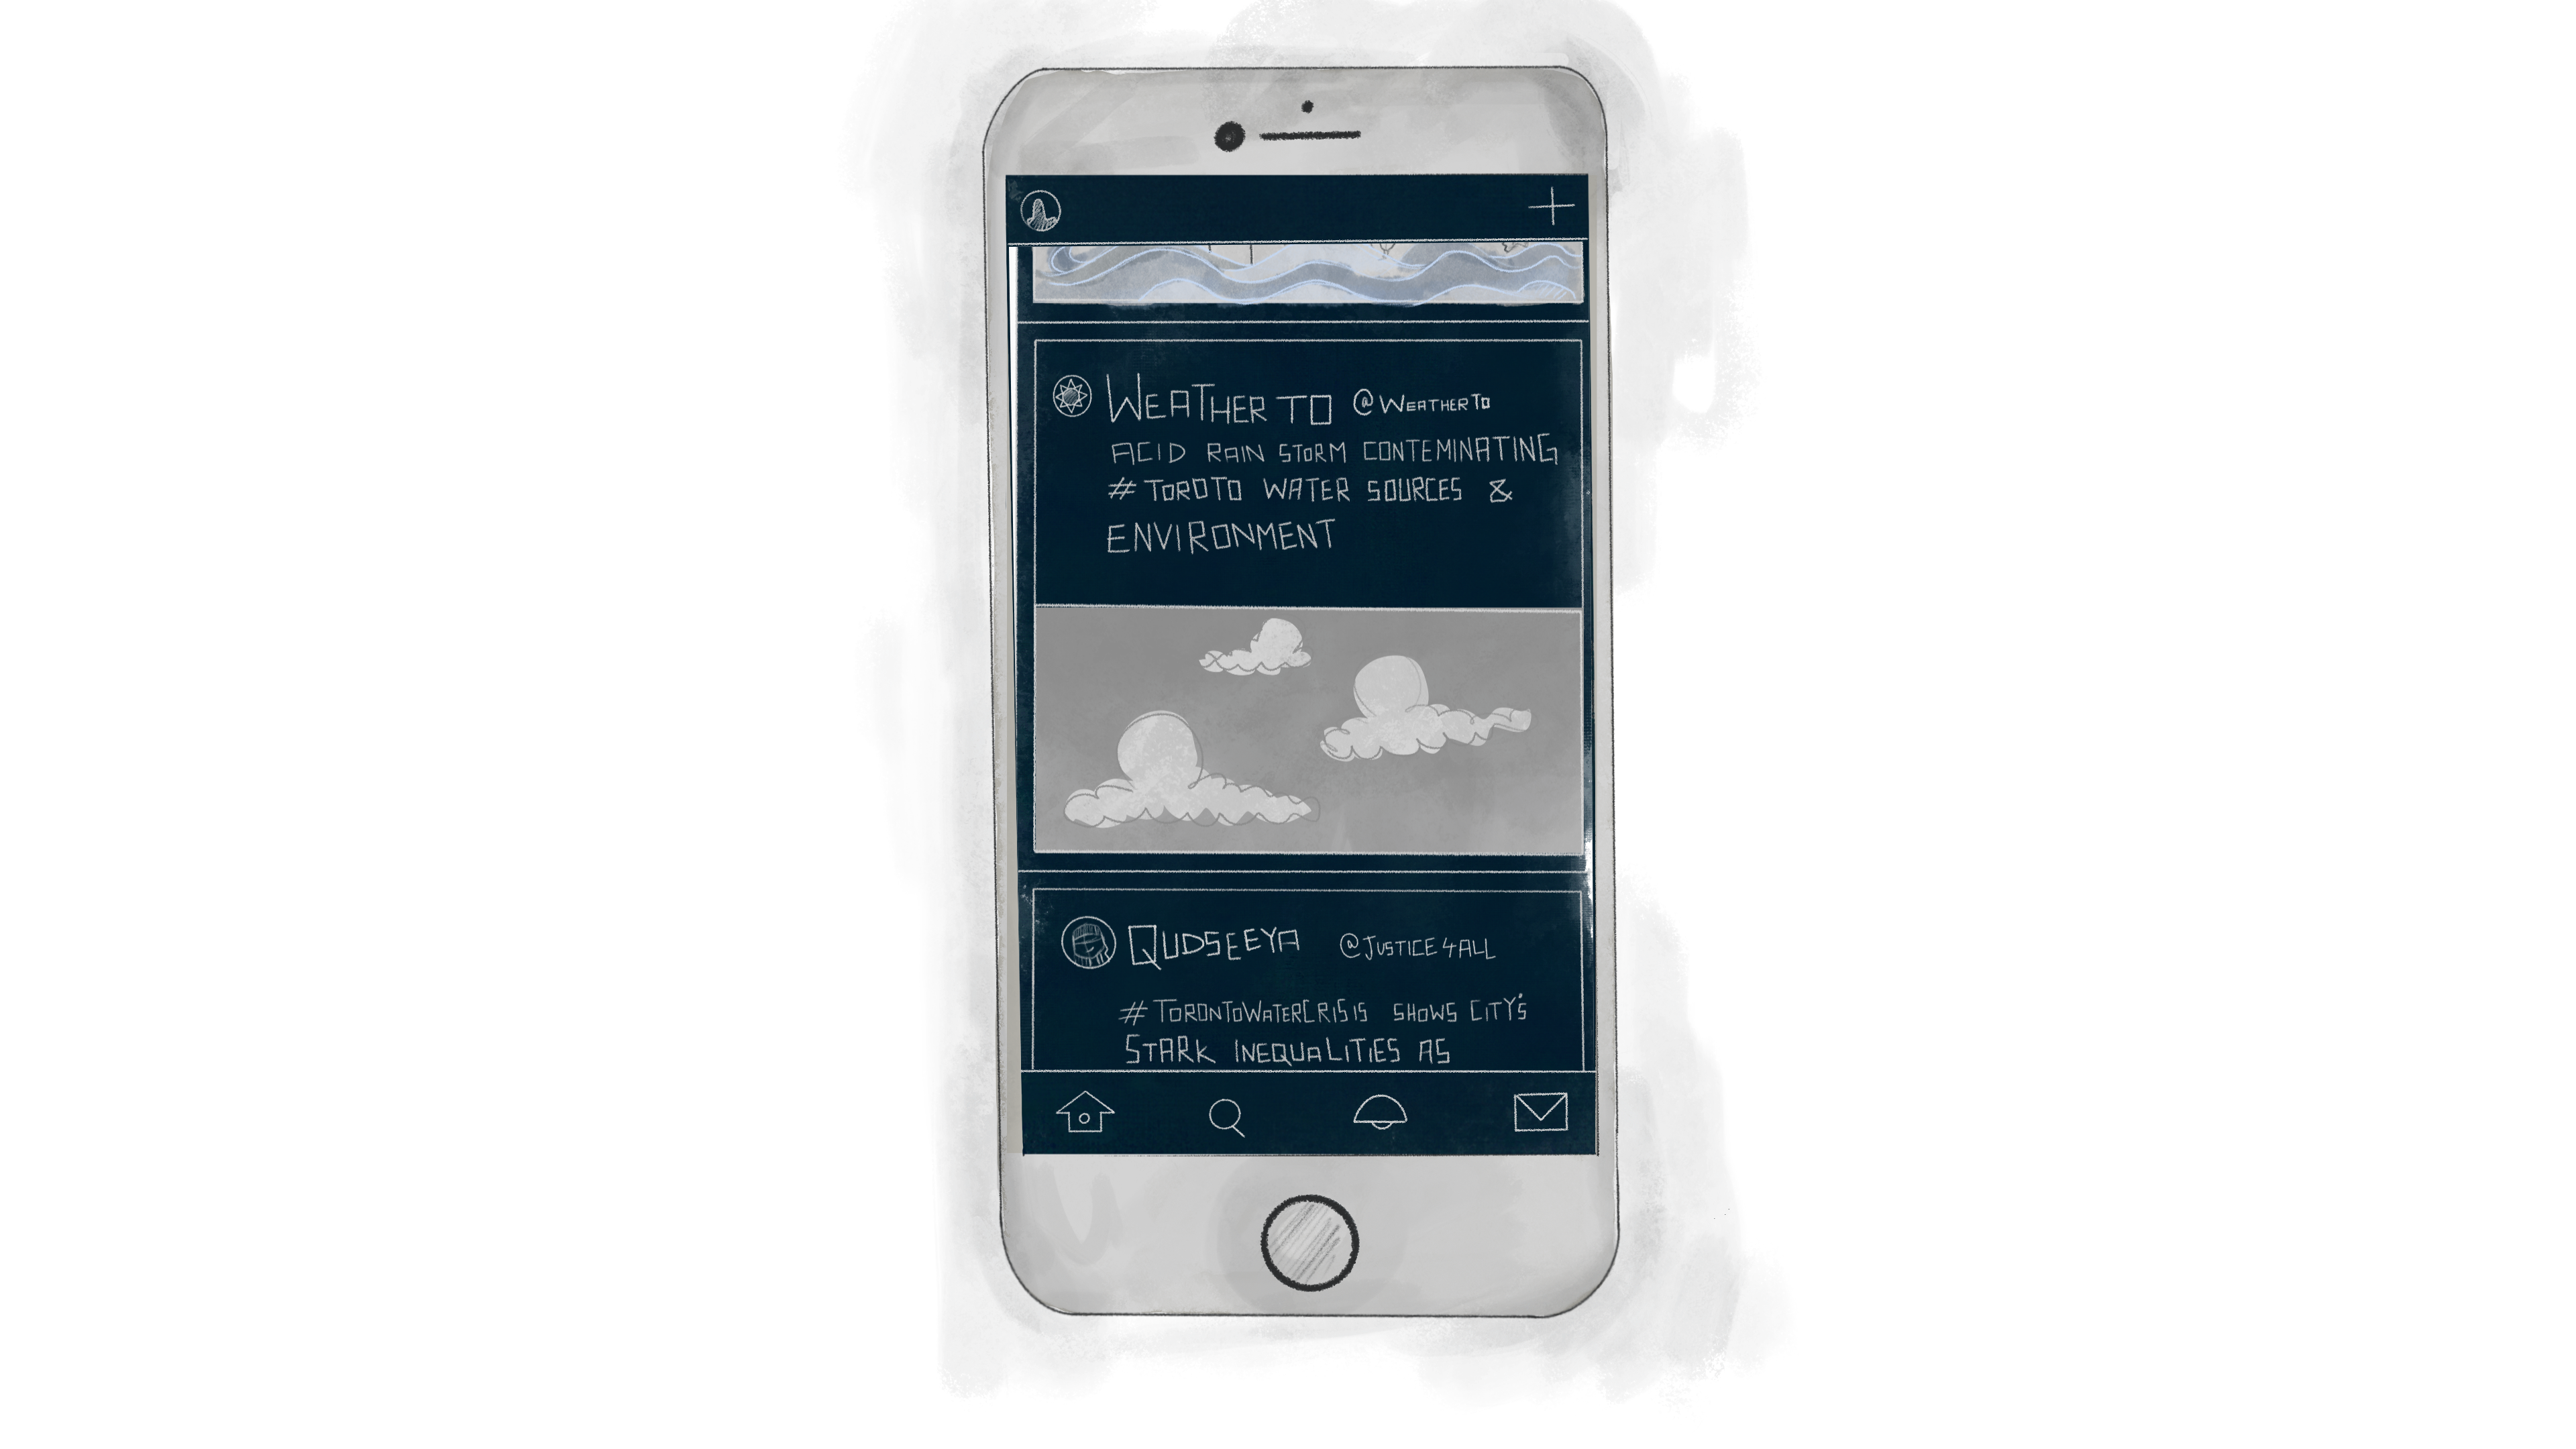 WEATHER TO @WEATHERTO
ACID RAIN STORM CONTEMINATING
# TOROTO WATER SOURCES &
ENVIRONMENT
QUDSEEYA @JUSTICE4ALL
#TORONTOWATERCRISIS SHOWS CITY'S
STARK INEQUALITIES AS